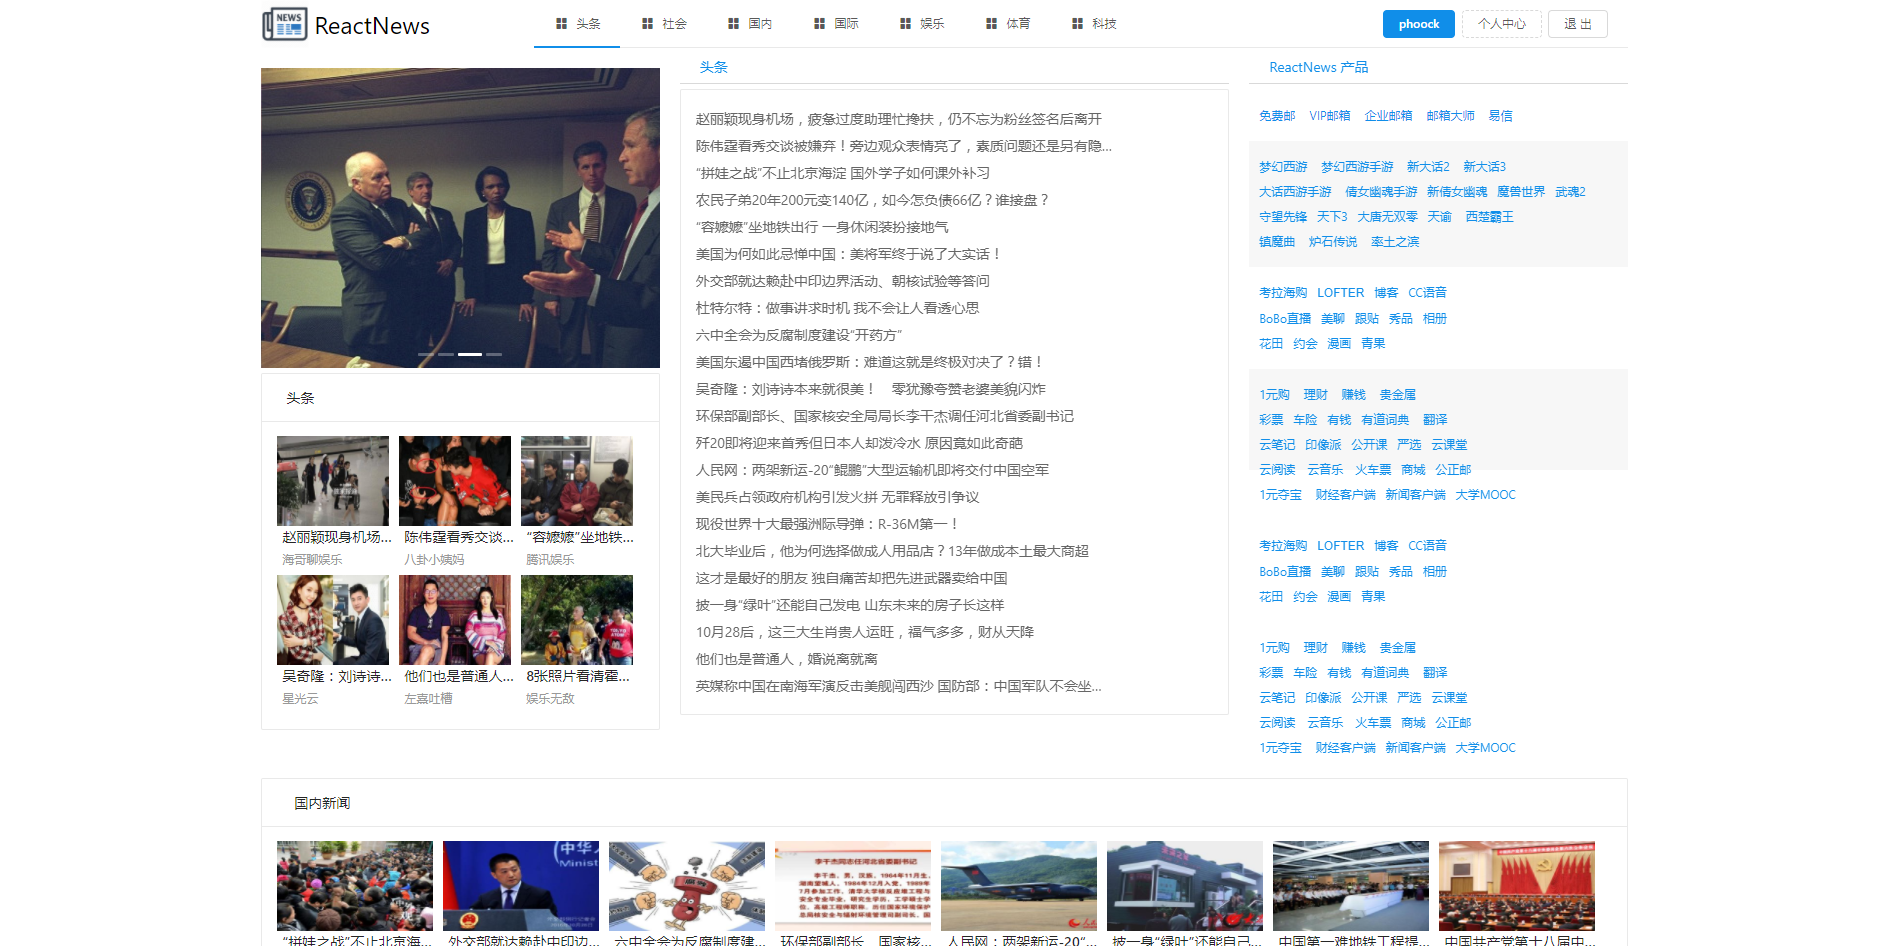 NEWS
ReactNews
头条
社会
国内
国际
娱乐
体育
科技
phoock
个人中心
退 出
头条
赵丽颖现身机场，疲惫过度助理忙搀扶，仍不忘为粉丝签名后离开
陈伟霆看秀交谈被嫌弃！旁边观众表情亮了，素质问题还是另有隐...
“拼娃之战”不止北京海淀 国外学子如何课外补习
农民子弟20年200元变140亿，如今怎负债66亿？谁接盘？
“容嬷嬷”坐地铁出行 一身休闲装扮接地气
美国为何如此忌惮中国：美将军终于说了大实话！
外交部就达赖赴中印边界活动、朝核试验等答问
杜特尔特：做事讲求时机 我不会让人看透心思
六中全会为反腐制度建设“开药方”
美国东遏中国西堵俄罗斯：难道这就是终极对决了？错！
吴奇隆：刘诗诗本来就很美！　零犹豫夸赞老婆美貌闪炸
环保部副部长、国家核安全局局长李干杰调任河北省委副书记
歼20即将迎来首秀但日本人却泼冷水 原因竟如此奇葩
人民网：两架新运-20“鲲鹏”大型运输机即将交付中国空军
美民兵占领政府机构引发火拼 无罪释放引争议
现役世界十大最强洲际导弹：R-36M第一！
北大毕业后，他为何选择做成人用品店？13年做成本土最大商超
这才是最好的朋友 独自痛苦却把先进武器卖给中国
披一身“绿叶”还能自己发电 山东未来的房子长这样
10月28后，这三大生肖贵人运旺，福气多多，财从天降
他们也是普通人，婚说离就离
英媒称中国在南海军演反击美舰闯西沙 国防部：中国军队不会坐...
头条
赵丽颖现身机场...
海哥聊娱乐
陈伟霆看秀交谈...
八卦小姨妈
“容嬷嬷”坐地铁...
腾讯娱乐
吴奇隆：刘诗诗...
星光云
他们也是普通人...
左嘉吐槽
8张照片看清霍...
娱乐无敌
ReactNews 产品
免费邮 VIP邮箱 企业邮箱 邮箱大师 易信
梦幻西游 梦幻西游手游 新大话2 新大话3
大话西游手游 倩女幽魂手游 新倩女幽魂 魔兽世界 武魂2
守望先锋 天下3 大唐无双零 天谕 西楚霸王
镇魔曲 炉石传说 率土之滨
考拉海购 LOFTER 博客 CC语音
BoBo直播 美聊 跟贴 秀品 相册
花田 约会 漫画 青果
1元购 理财 赚钱 贵金属
彩票 车险 有钱 有道词典 翻译
云笔记 印像派 公开课 严选 云课堂
云阅读 云音乐 火车票 商城 公正邮
1元夺宝 财经客户端 新闻客户端 大学MOOC
考拉海购 LOFTER 博客 CC语音
BoBo直播 美聊 跟贴 秀品 相册
花田 约会 漫画 青果
1元购 理财 赚钱 贵金属
彩票 车险 有钱 有道词典 翻译
云笔记 印像派 公开课 严选 云课堂
云阅读 云音乐 火车票 商城 公正邮
1元夺宝 财经客户端 新闻客户端 大学MOOC
国内新闻
李干杰同志任河北省委副书记
“拼娃之战”不止北京海...
外交部就达赖赴中印边...
六中全会为反腐制度建...
环保部副部长、国家核...
人民网：两架新运-20“...
披一身“绿叶”还能自己...
中国第一难地铁工程提...
中国共产党第十八届中...